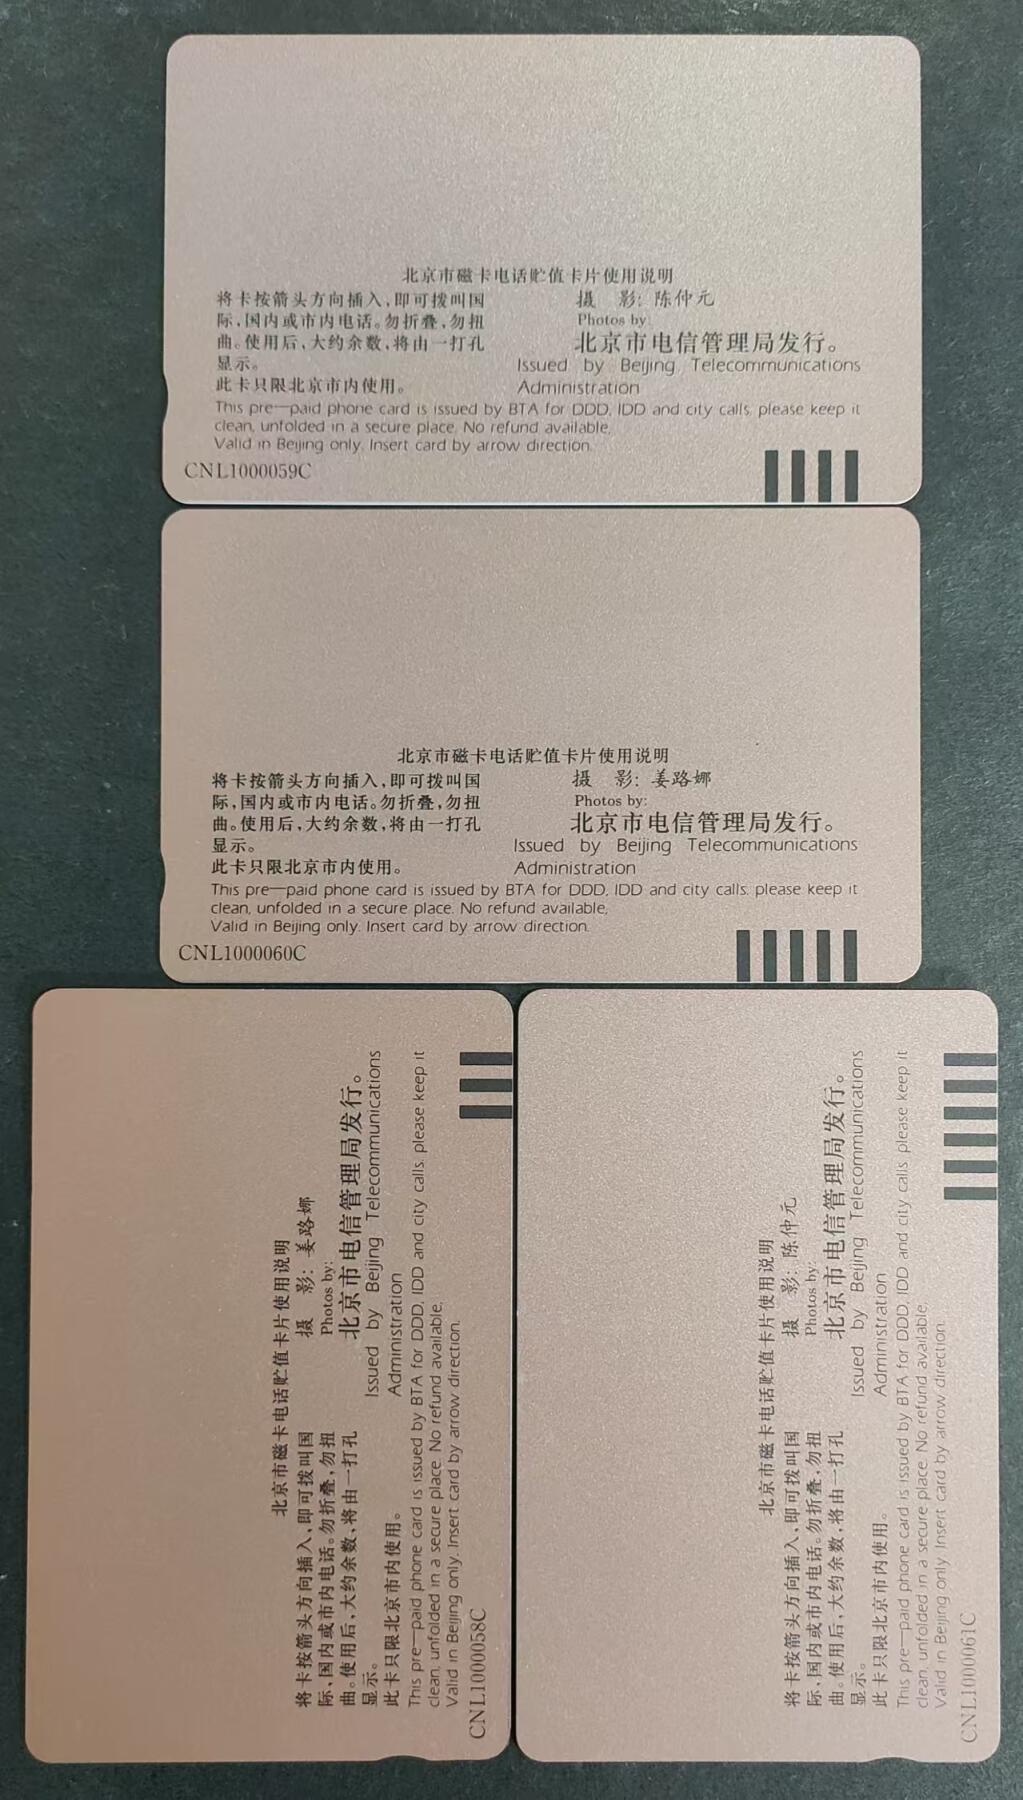 北京市磁卡电话贮值卡片使用说明
将卡按箭头方向插入,即可拨叫国
际,国内或市内电话。勿折叠,勿扭
曲。使用后,大约余数,将由一打孔
显示。
此卡只限北京市内使用。
摄 影: 陈仲元
Photos by:
北京市电信管理局发行。
Issued by Beijing Telecommunications
Administration
This pre—paid phone card is issued by BTA for DDD, IDD and city calls. please keep it
clean, unfolded in a secure place. No refund available,
Valid in Beijing only. Insert card by arrow direction.
CNL1000059C
北京市磁卡电话贮值卡片使用说明
将卡按箭头方向插入,即可拨叫国
际,国内或市内电话。勿折叠,勿扭
曲。使用后,大约余数,将由一打孔
显示。
此卡只限北京市内使用。
摄 影: 姜路娜
Photos by:
北京市电信管理局发行。
Issued by Beijing Telecommunications
Administration
This pre—paid phone card is issued by BTA for DDD, IDD and city calls. please keep it
clean, unfolded in a secure place. No refund available,
Valid in Beijing only. Insert card by arrow direction.
CNL1000060C
北京市磁卡电话贮值卡片使用说明
将卡按箭头方向插入,即可拨叫国
际,国内或市内电话。勿折叠,勿扭
曲。使用后,大约余数,将由一打孔
显示。
此卡只限北京市内使用。
摄 影: 姜路娜
Photos by:
北京市电信管理局发行。
Issued by Beijing Telecommunications
Administration
This pre—paid phone card is issued by BTA for DDD, IDD and city calls. please keep it
clean, unfolded in a secure place. No refund available,
Valid in Beijing only. Insert card by arrow direction.
CNL1000058C
北京市磁卡电话贮值卡片使用说明
将卡按箭头方向插入,即可拨叫国
际,国内或市内电话。勿折叠,勿扭
曲。使用后,大约余数,将由一打孔
显示。
此卡只限北京市内使用。
摄 影: 陈仲元
Photos by:
北京市电信管理局发行。
Issued by Beijing Telecommunications
Administration
This pre—paid phone card is issued by BTA for DDD, IDD and city calls. please keep it
clean, unfolded in a secure place. No refund available,
Valid in Beijing only. Insert card by arrow direction.
CNL1000061C